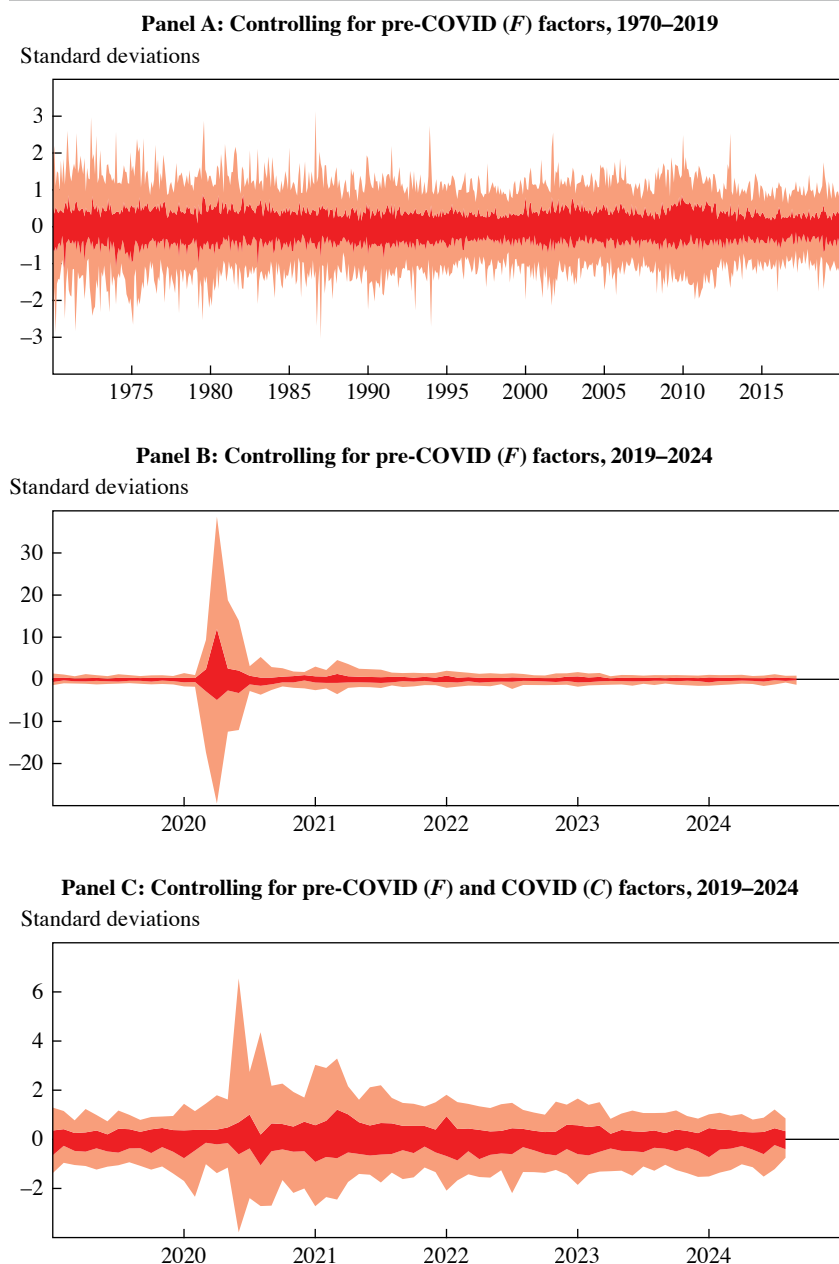 Panel A: Controlling for pre-COVID (F) factors, 1970–2019
Standard deviations
3
2
1
0
–1
–2
–3
1975 1980 1985 1990 1995 2000 2005 2010 2015
Panel B: Controlling for pre-COVID (F) factors, 2019–2024
Standard deviations
30
20
10
0
–10
–20
2020 2021 2022 2023 2024
Panel C: Controlling for pre-COVID (F) and COVID (C) factors, 2019–2024
Standard deviations
6
4
2
0
–2
2020 2021 2022 2023 2024